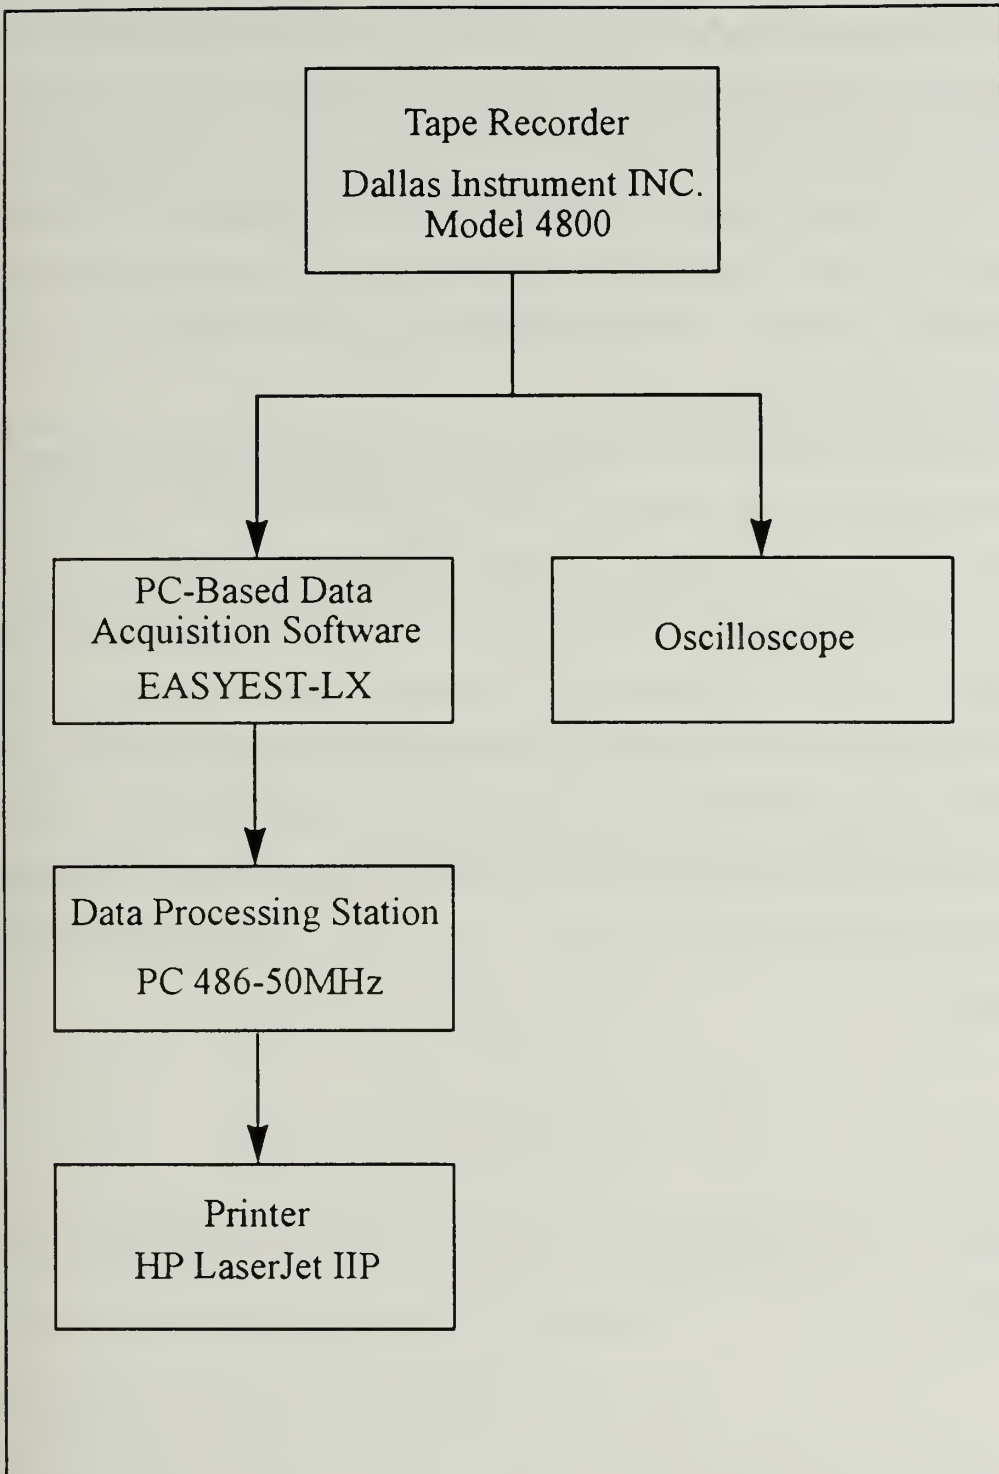 Tape Recorder
Dallas Instrument INC.
Model 4800
PC-Based Data
Acquisition Software
EASYEST-LX
Oscilloscope
Data Processing Station
PC 486-50MHz
Printer
HP LaserJet IIP